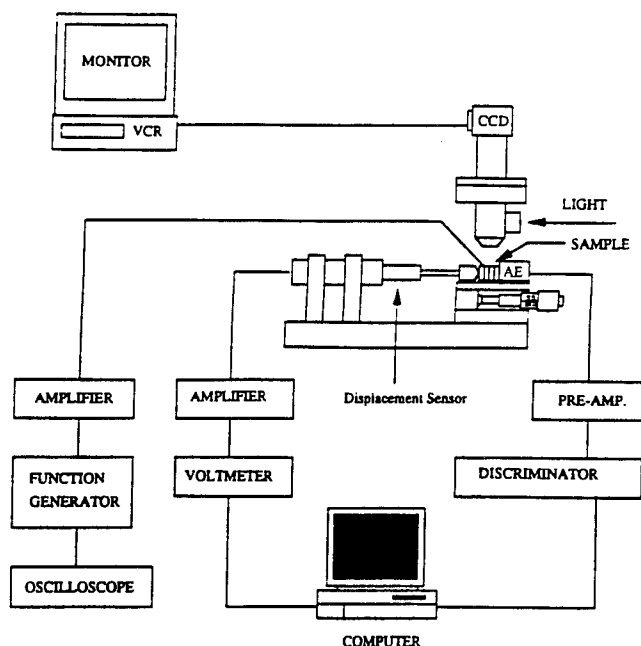 MONITOR
VCR
CCD
LIGHT
SAMPLE
AE
AMPLIFIER
AMPLIFIER
Displacement Sensor
PRE-AMP.
FUNCTION
GENERATOR
VOLTMETER
DISCRIMINATOR
OSCILLOSCOPE
COMPUTER